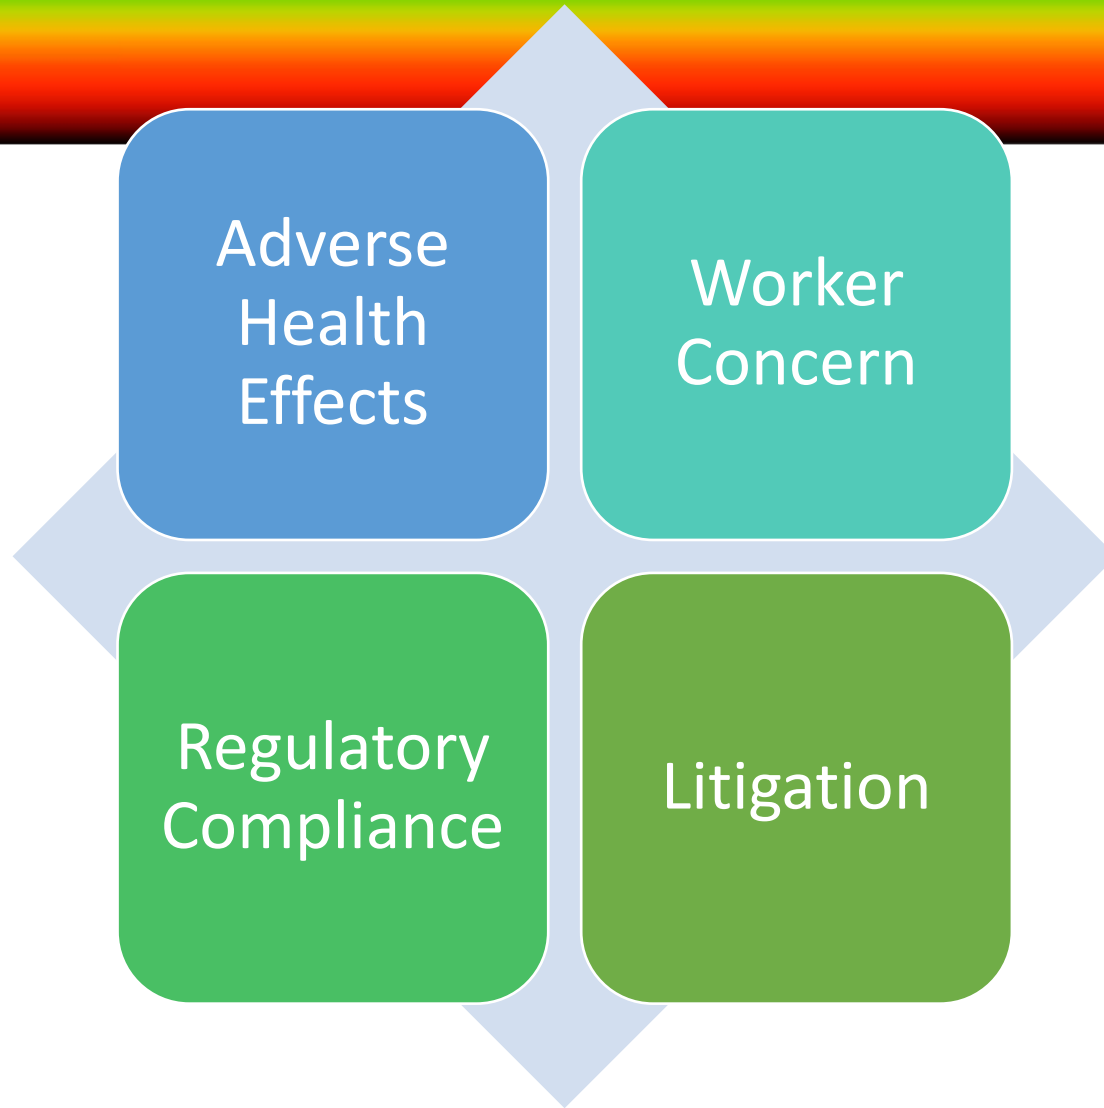 Adverse
Health
Effects
Worker
Concern
Regulatory
Compliance
Litigation